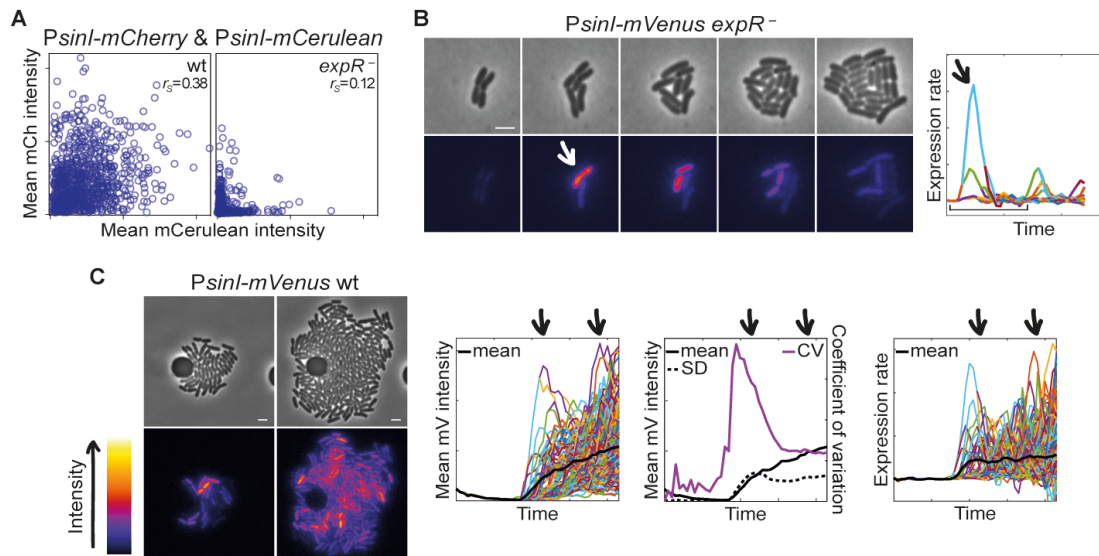 A
PsinI-mCherry & PsinI-mCerulean
wt
rS=0.38
expR⁻
rS=0.12
Mean mCh intensity
Mean mCerulean intensity
B
PsinI-mVenus expR⁻
Expression rate
Time
C
PsinI-mVenus wt
Intensity
mean
Mean mV intensity
Time
mean
SD
CV
Mean mV intensity
Coefficient of variation
Time
mean
Expression rate
Time